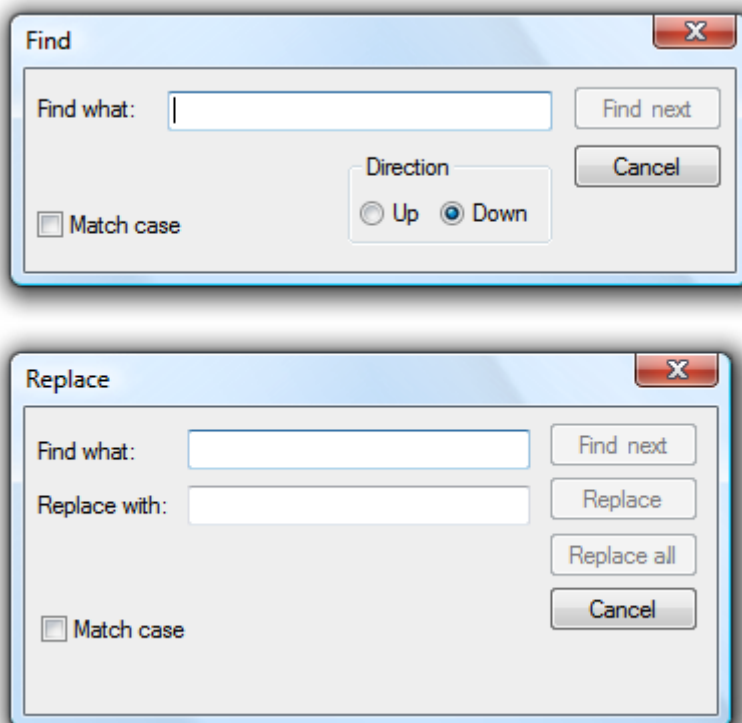 Find
Find what:
Find next
Direction
Cancel
Up
Down
Match case
Replace
Find what:
Find next
Replace with:
Replace
Replace all
Cancel
Match case